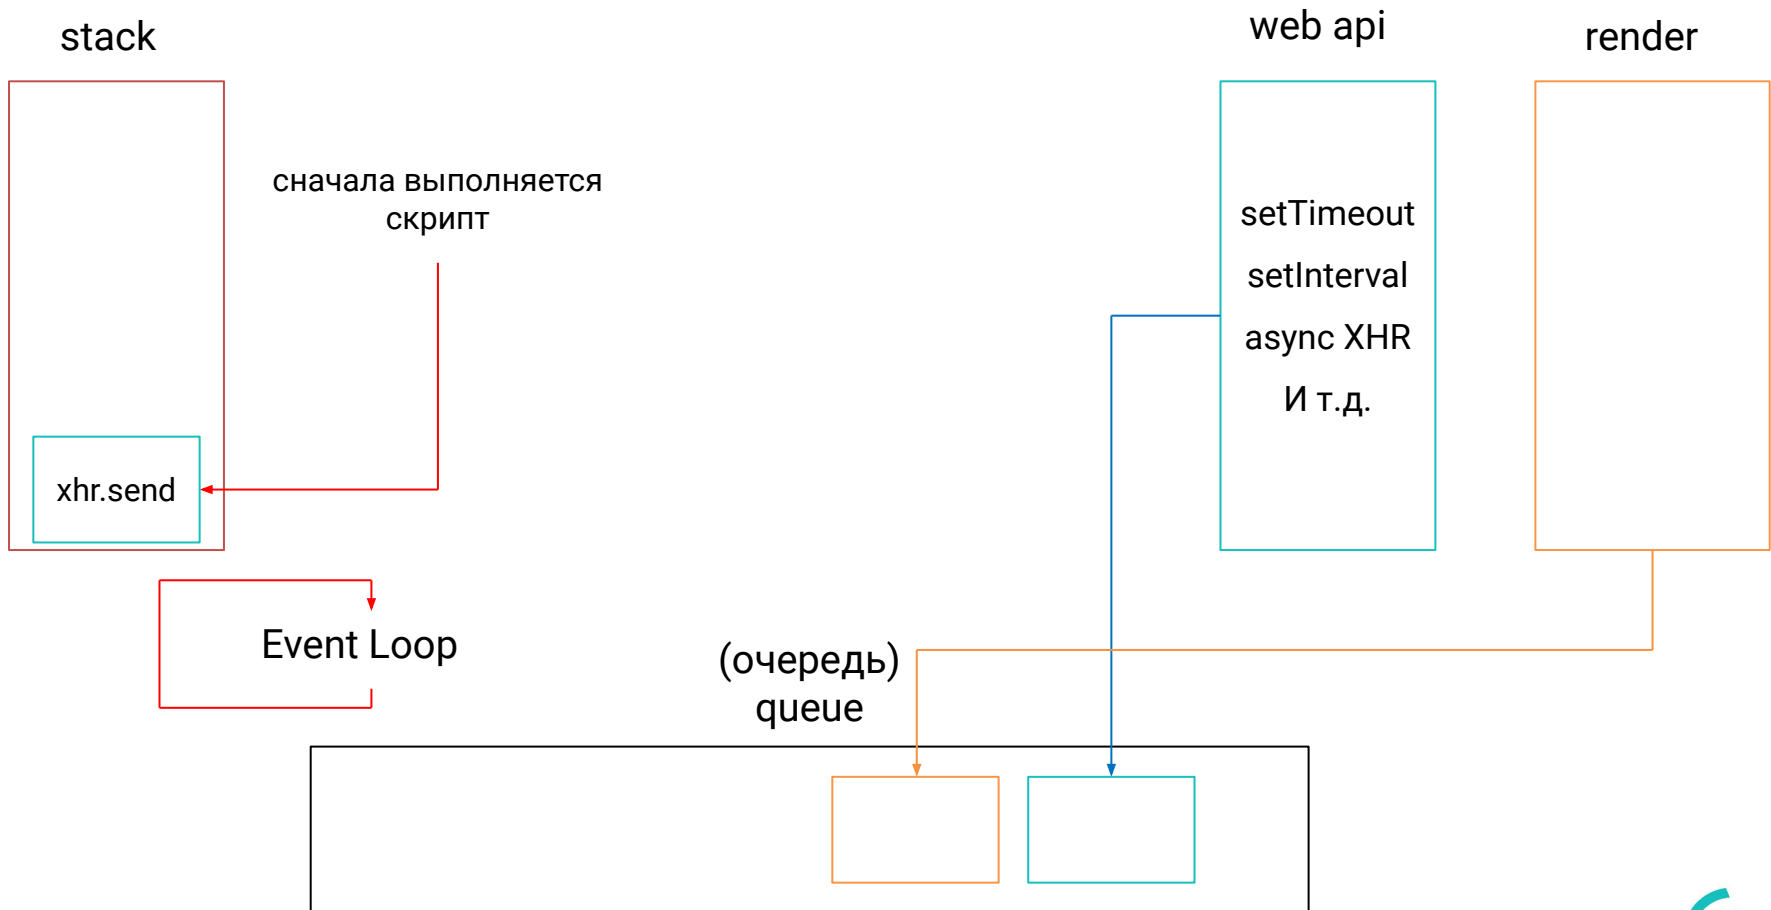 stack
web api
render
сначала выполняется
скрипт
setTimeout
setInterval
async XHR
И т.д.
xhr.send
Event Loop
(очередь)
queue